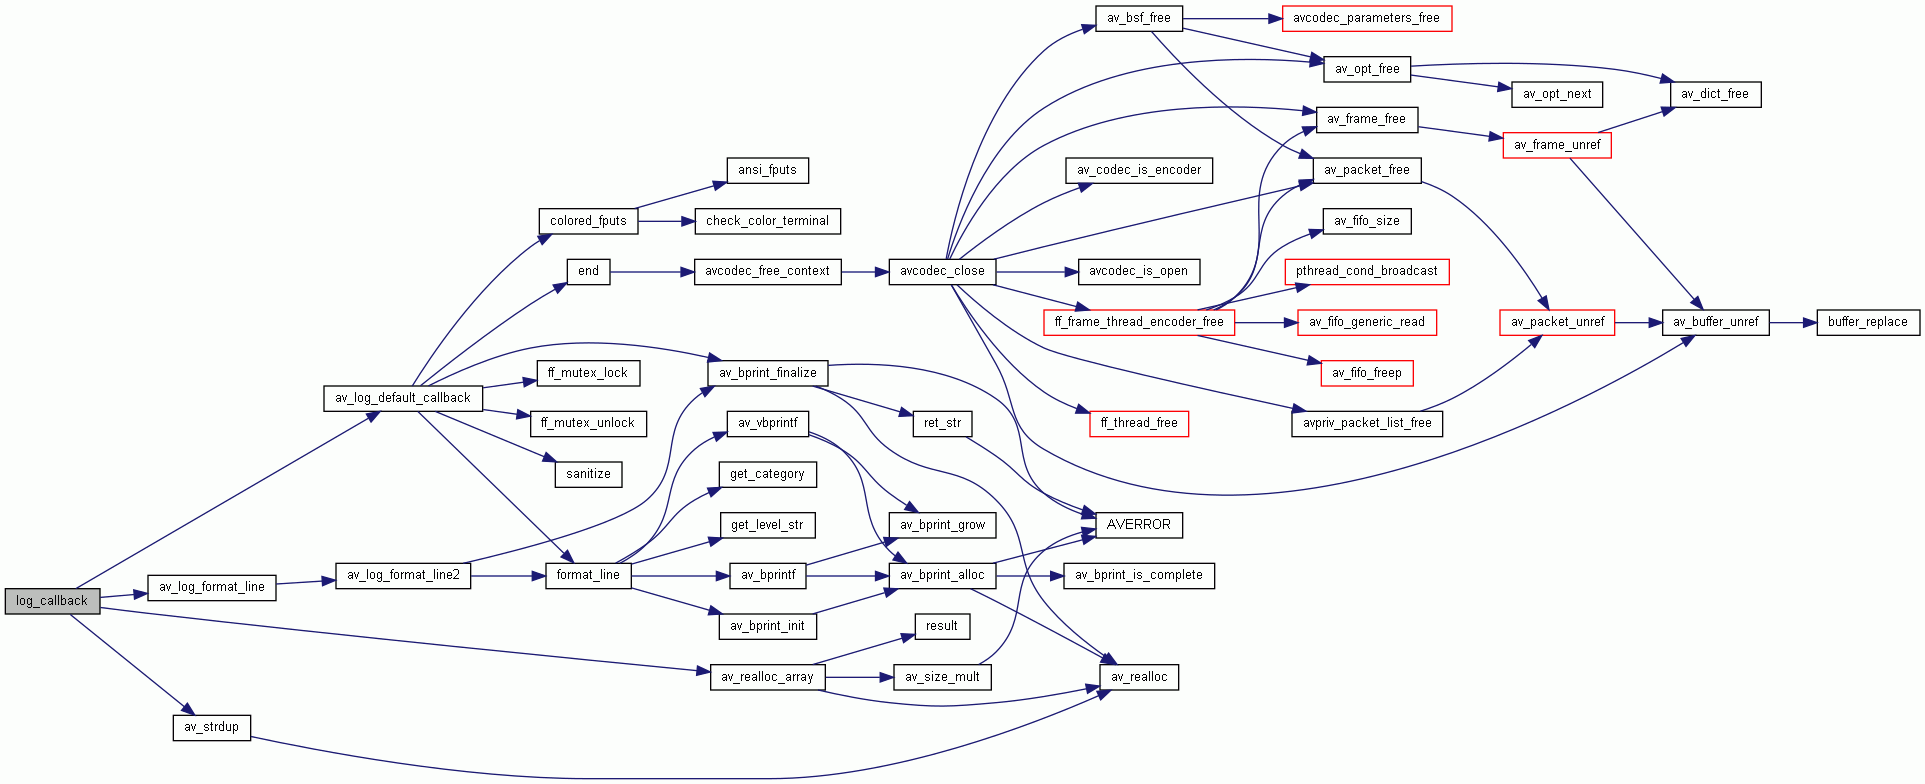 av_bsf_free
avcodec_parameters_free
av_opt_free
av_opt_next
av_dict_free
av_frame_free
av_frame_unref
ansi_fputs
av_codec_is_encoder
av_packet_free
colored_fputs
check_color_terminal
av_fifo_size
end
avcodec_free_context
avcodec_close
avcodec_is_open
pthread_cond_broadcast
ff_frame_thread_encoder_free
av_fifo_generic_read
av_packet_unref
av_buffer_unref
buffer_replace
ff_mutex_lock
av_bprint_finalize
av_fifo_freep
av_log_default_callback
ff_mutex_unlock
av_vbprintf
ret_str
ff_thread_free
avpriv_packet_list_free
sanitize
get_category
get_level_str
av_bprint_grow
AVERROR
av_log_format_line
av_log_format_line2
format_line
av_bprintf
av_bprint_alloc
av_bprint_is_complete
log_callback
av_bprint_init
result
av_realloc_array
av_size_mult
av_realloc
av_strdup